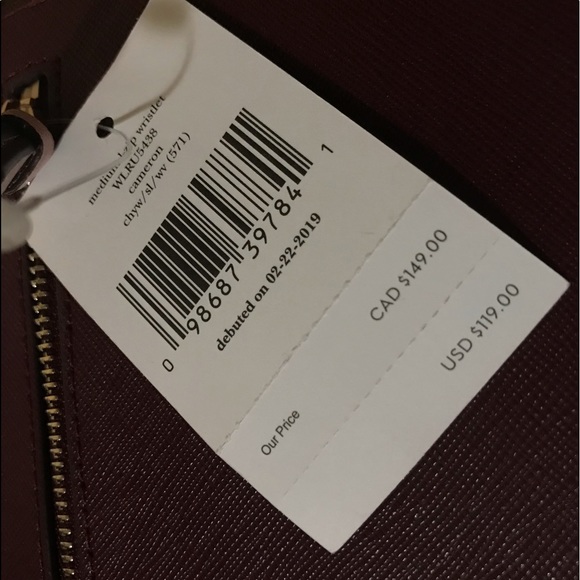 medium l-zip wristlet
WLRU5438
cameron
chyw/sl/wv (571)
0 98687 39784 1
debuted on 02-22-2019
Our Price
CAD $149.00
USD $119.00